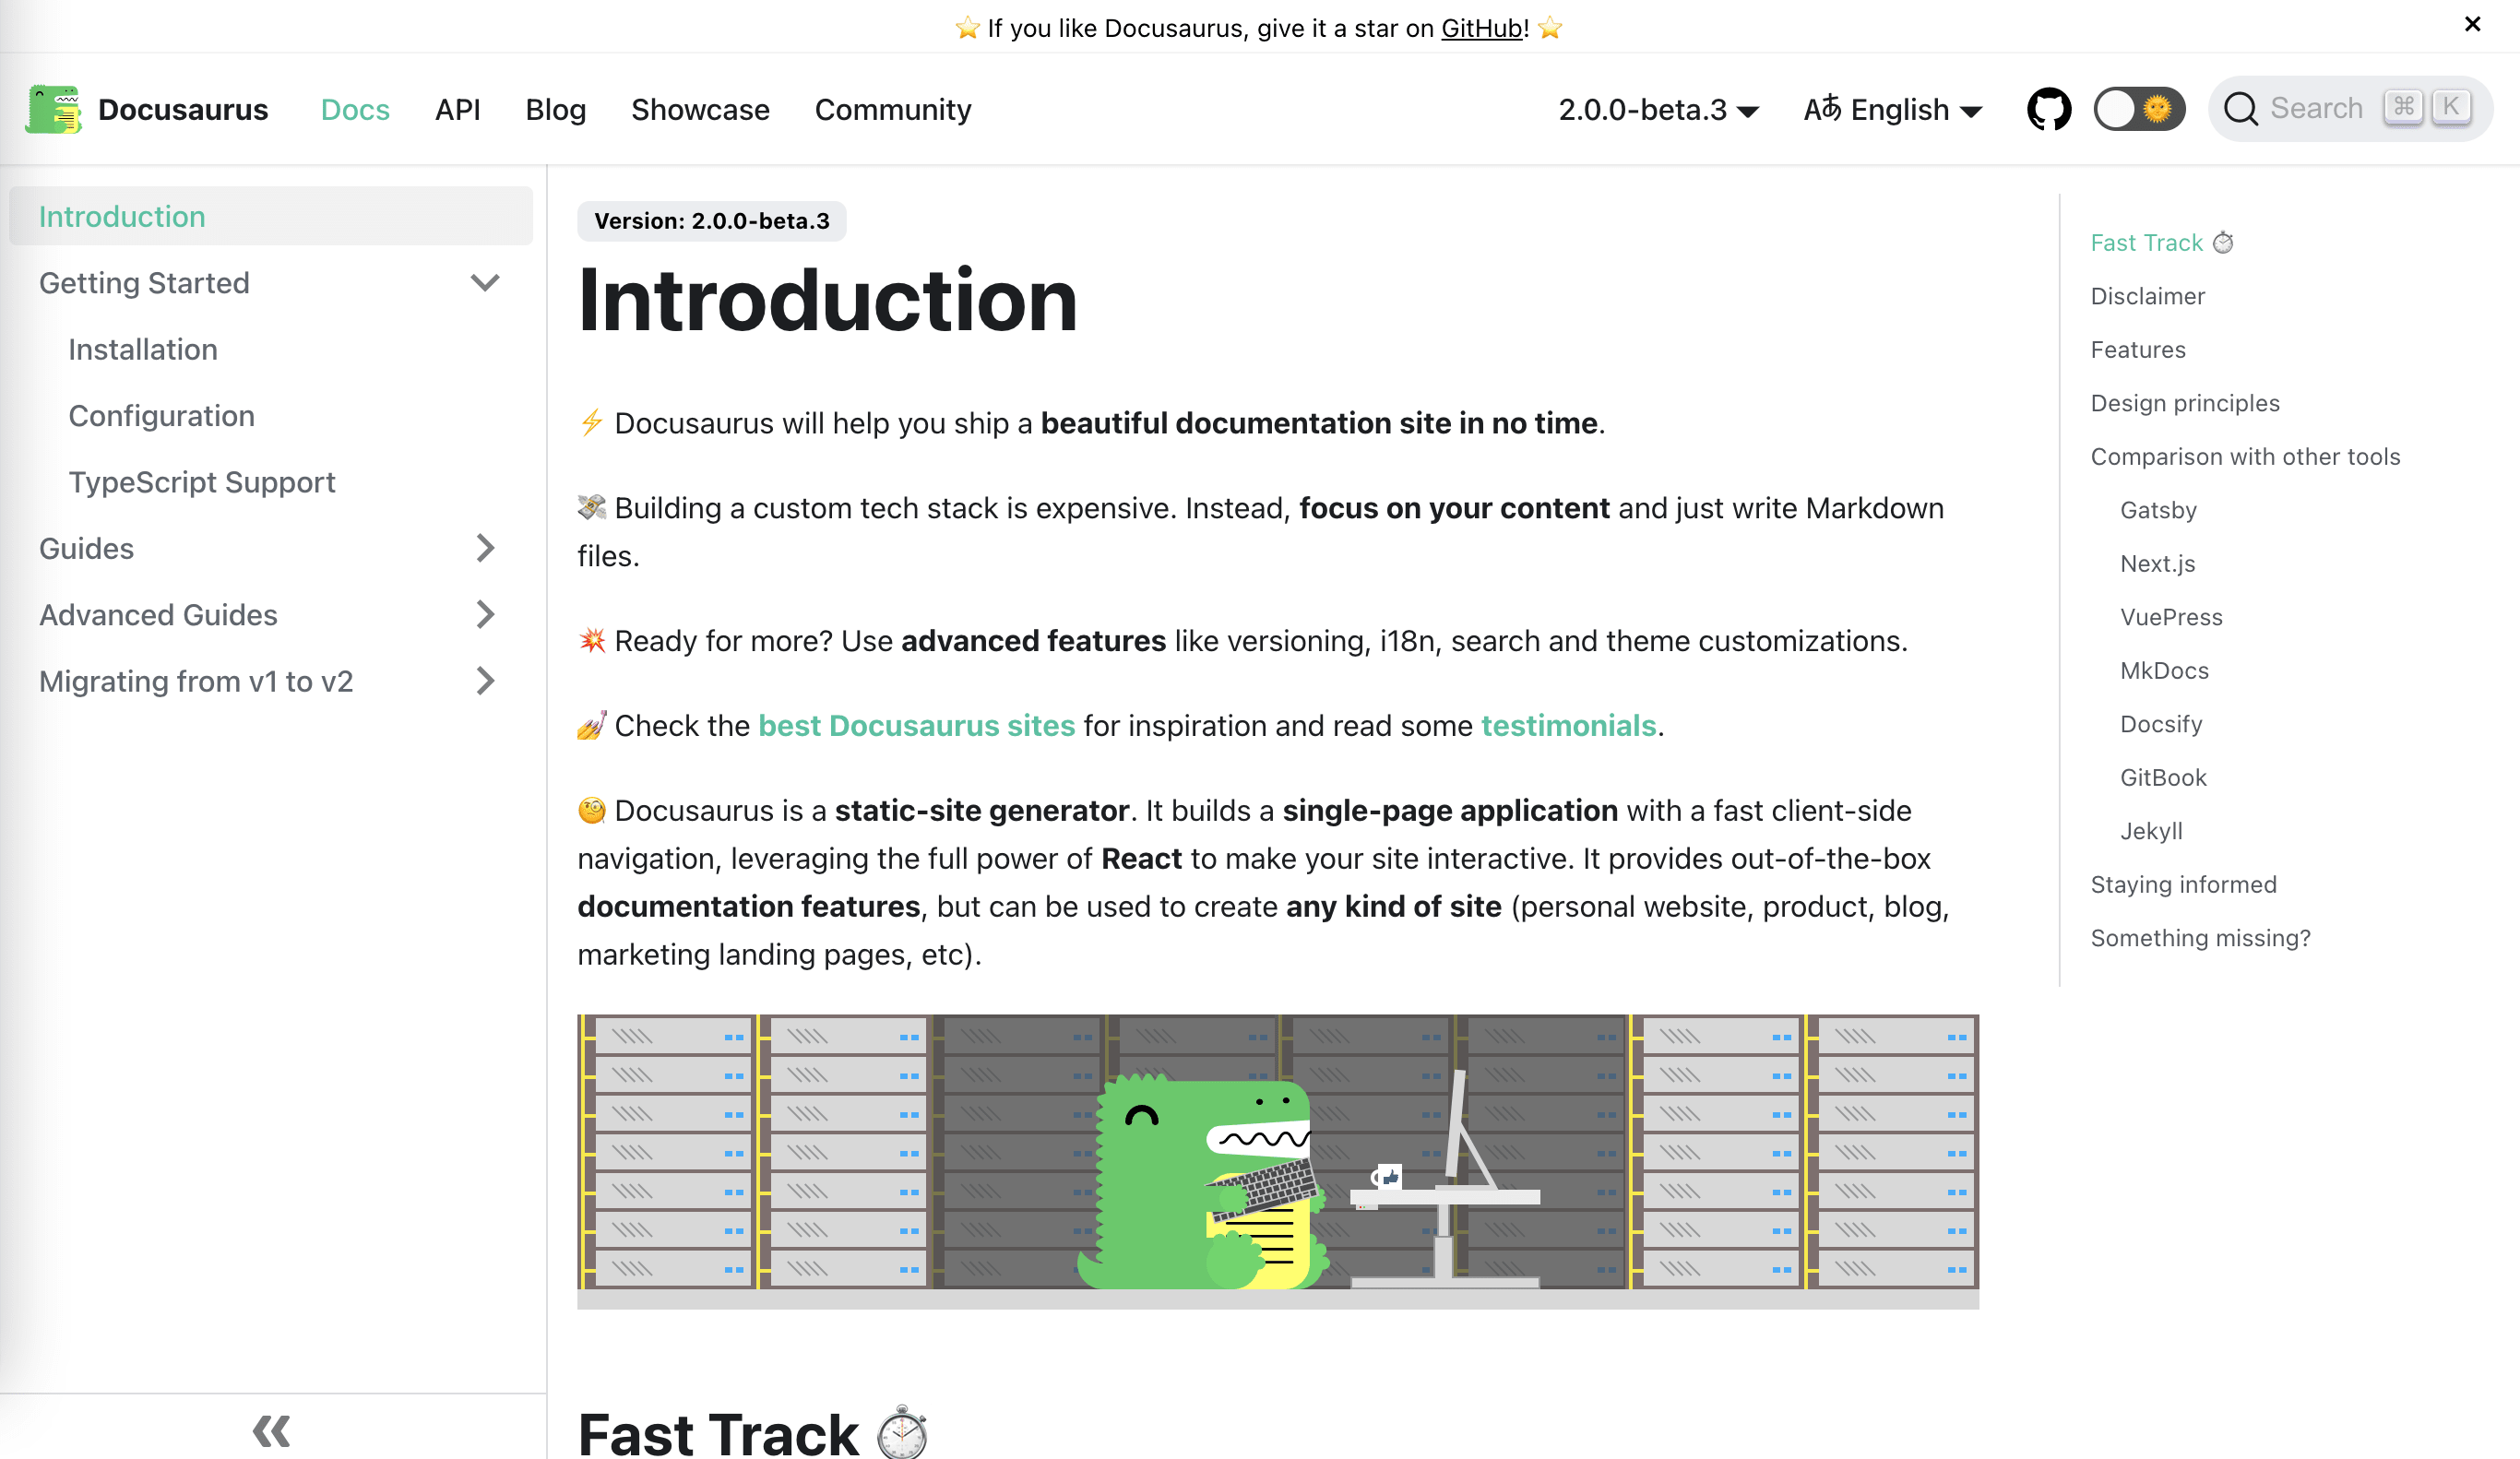 ⭐️ If you like Docusaurus, give it a star on GitHub! ⭐️
×
Docusaurus
Docs
API
Blog
Showcase
Community
2.0.0-beta.3
Aあ English
Search ⌘ K
Introduction
Getting Started
Installation
Configuration
TypeScript Support
Guides
Advanced Guides
Migrating from v1 to v2
«
Version: 2.0.0-beta.3
Introduction
⚡️ Docusaurus will help you ship a beautiful documentation site in no time.
💸 Building a custom tech stack is expensive. Instead, focus on your content and just write Markdown
files.
💥 Ready for more? Use advanced features like versioning, i18n, search and theme customizations.
💅 Check the best Docusaurus sites for inspiration and read some testimonials.
🧐 Docusaurus is a static-site generator. It builds a single-page application with a fast client-side
navigation, leveraging the full power of React to make your site interactive. It provides out-of-the-box
documentation features, but can be used to create any kind of site (personal website, product, blog,
marketing landing pages, etc).
Fast Track ⏱️
Fast Track ⏱️
Disclaimer
Features
Design principles
Comparison with other tools
Gatsby
Next.js
VuePress
MkDocs
Docsify
GitBook
Jekyll
Staying informed
Something missing?